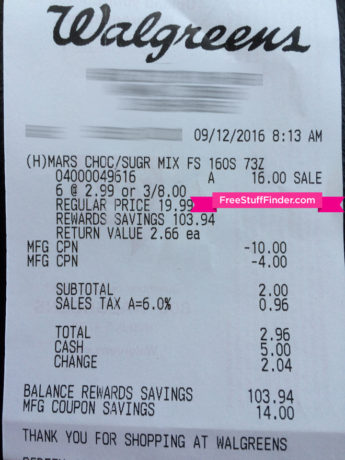 Walgreens
09/12/2016 8:13 AM
(H)MARS CHOC/SUGR MIX FS 160S 73Z
04000049616 A 16.00 SALE
6 @ 2.99 or 3/8.00
REGULAR PRICE 19.99
FreeStuffFinder.com
REWARDS SAVINGS 103.94
RETURN VALUE 2.66 ea
MFG CPN -10.00
MFG CPN -4.00
SUBTOTAL 2.00
SALES TAX A=6.0% 0.96
TOTAL 2.96
CASH 5.00
CHANGE 2.04
BALANCE REWARDS SAVINGS 103.94
MFG COUPON SAVINGS 14.00
THANK YOU FOR SHOPPING AT WALGREENS